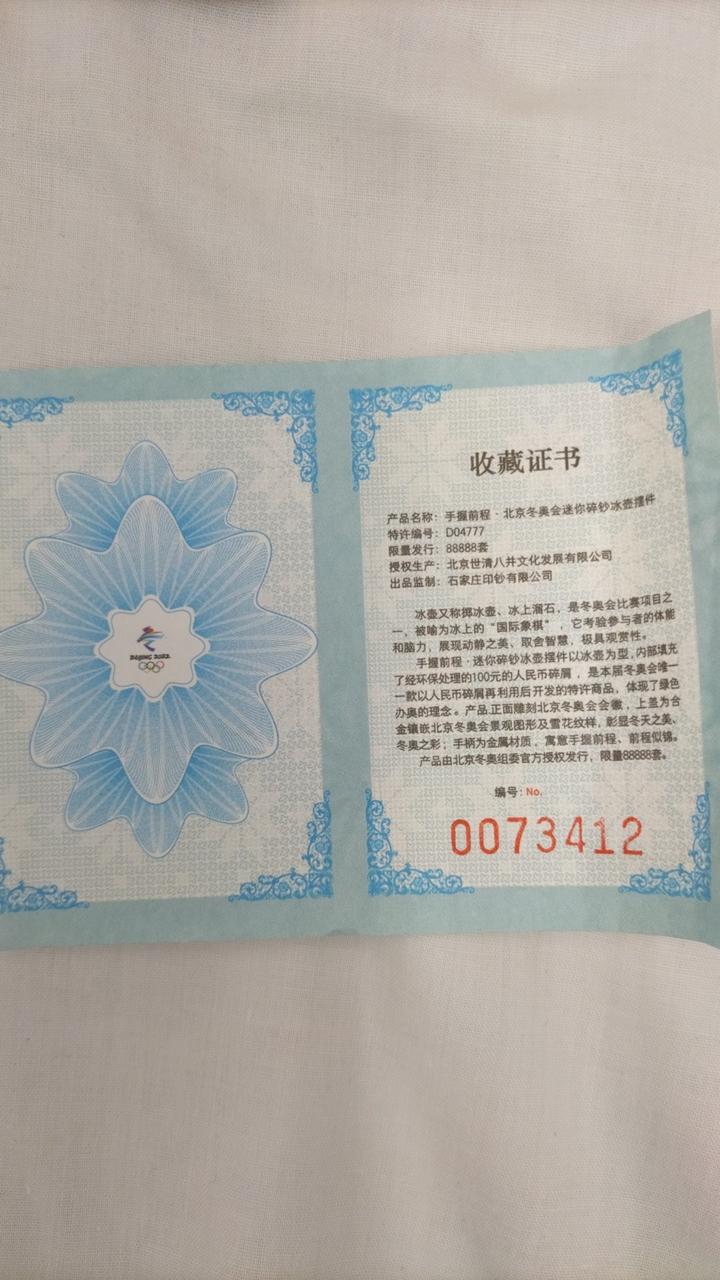 BEIJING 2022
收藏证书
产品名称：手握前程·北京冬奥会迷你碎钞冰壶摆件
特许编号：D04777
限量发行：88888套
授权生产：北京世清八井文化发展有限公司
出品监制：石家庄印钞有限公司
冰壶又称掷冰壶、冰上溜石，是冬奥会比赛项目之
一，被喻为冰上的“国际象棋”，它考验参与者的体能
和脑力，展现动静之美、取舍智慧，极具观赏性。
手握前程·迷你碎钞冰壶摆件以冰壶为型，内部填充
了经环保处理的100元的人民币碎屑，是本届冬奥会唯一
一款以人民币碎屑再利用后开发的特许商品，体现了绿色
办奥的理念。产品正面雕刻北京冬奥会会徽，上盖为合
金镶嵌北京冬奥会景观图形及雪花纹样，彰显冬天之美、
冬奥之彩；手柄为金属材质，寓意手握前程、前程似锦。
产品由北京冬奥组委官方授权发行，限量88888套。
编号：No.
0073412